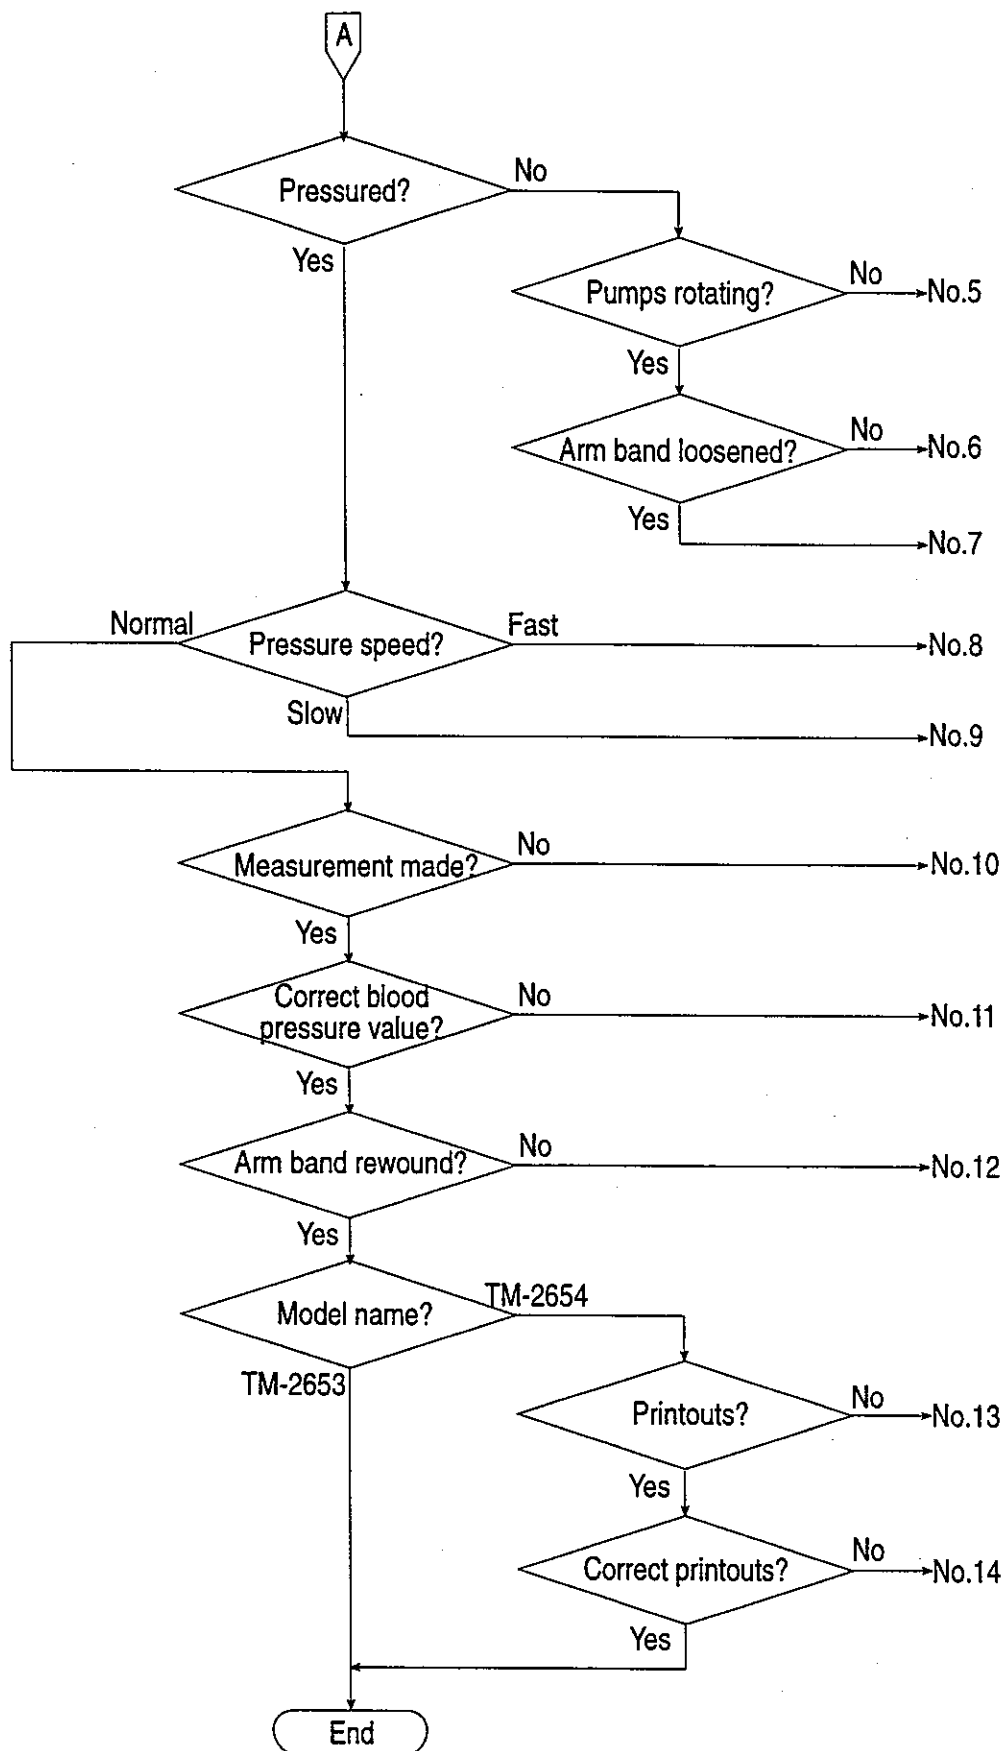 A
Pressured?
No
Yes
Pumps rotating?
No
No.5
Yes
Arm band loosened?
No
No.6
Yes
No.7
Normal
Pressure speed?
Fast
No.8
Slow
No.9
Measurement made?
No
No.10
Yes
Correct blood
pressure value?
No
No.11
Yes
Arm band rewound?
No
No.12
Yes
Model name?
TM-2654
TM-2653
Printouts?
No
No.13
Yes
Correct printouts?
No
No.14
Yes
End